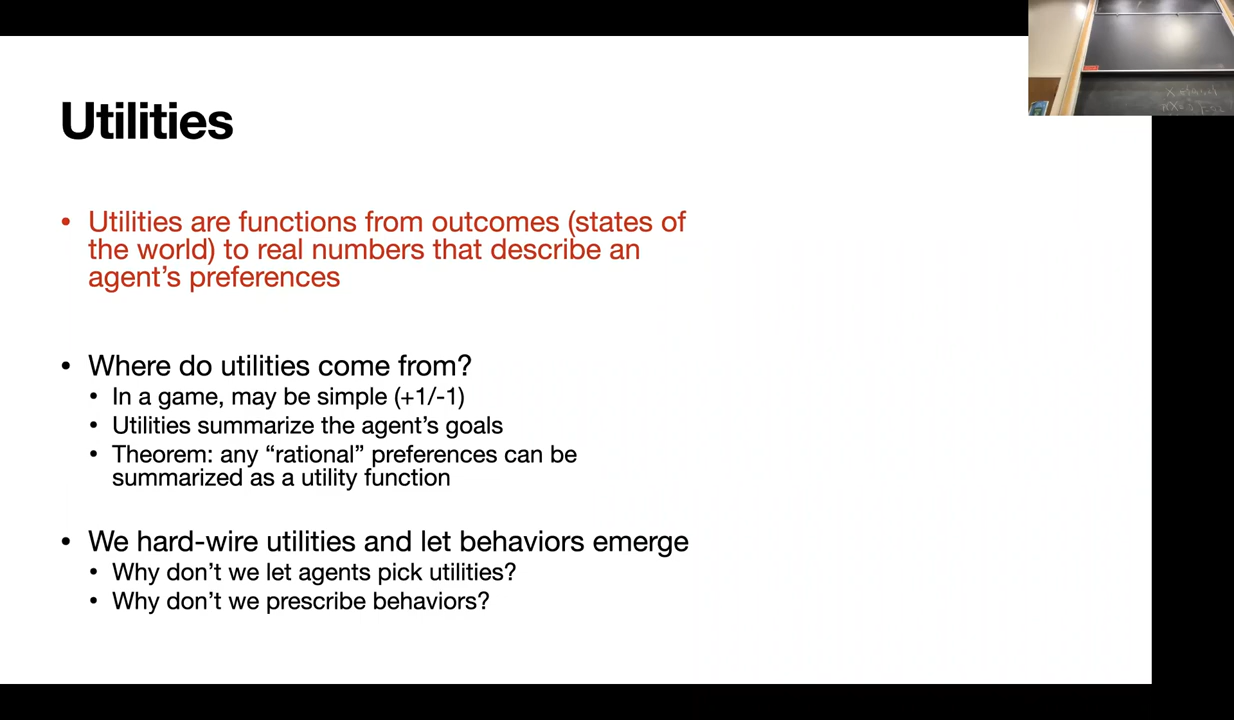 Utilities
• Utilities are functions from outcomes (states of
the world) to real numbers that describe an
agent’s preferences
• Where do utilities come from?
• In a game, may be simple (+1/-1)
• Utilities summarize the agent’s goals
• Theorem: any “rational” preferences can be
summarized as a utility function
• We hard-wire utilities and let behaviors emerge
• Why don’t we let agents pick utilities?
• Why don’t we prescribe behaviors?